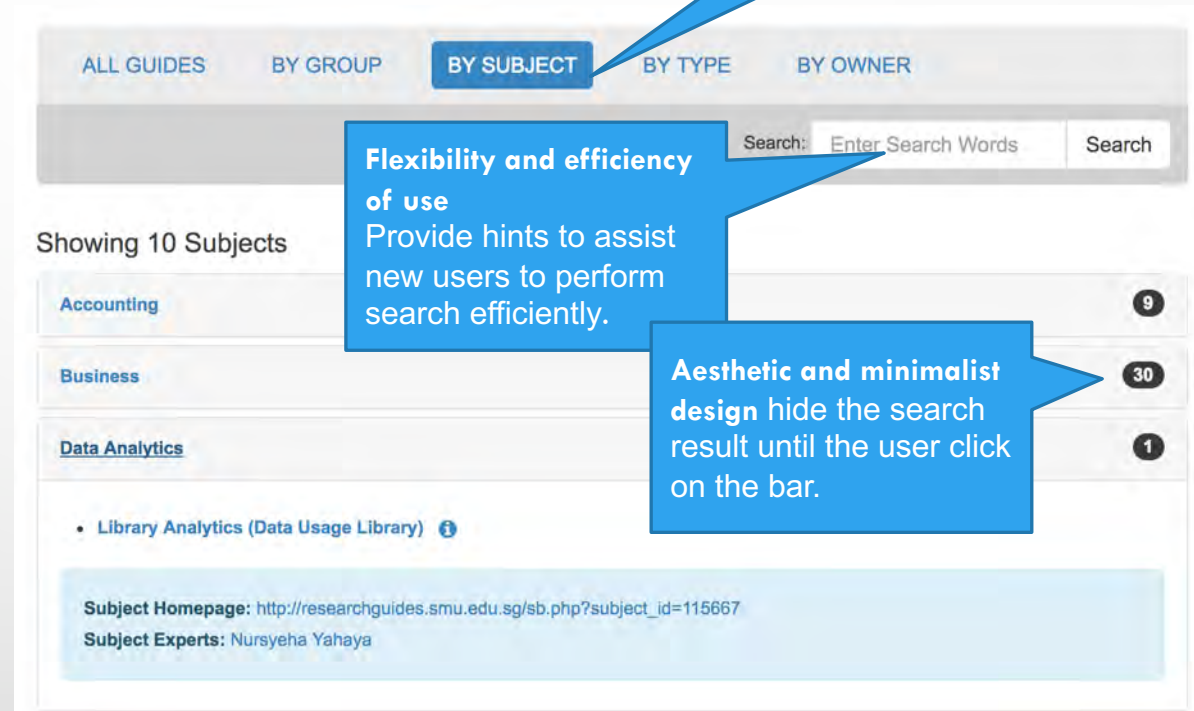 ALL GUIDES BY GROUP BY SUBJECT BY TYPE BY OWNER
Search: Enter Search Words Search
Flexibility and efficiency
of use
Provide hints to assist
new users to perform
search efficiently.
Showing 10 Subjects
Accounting 9
Business 30
Aesthetic and minimalist
design hide the search
result until the user click
on the bar.
Data Analytics 1
• Library Analytics (Data Usage Library)
Subject Homepage: http://researchguides.smu.edu.sg/sb.php?subject_id=115667
Subject Experts: Nursyeha Yahaya